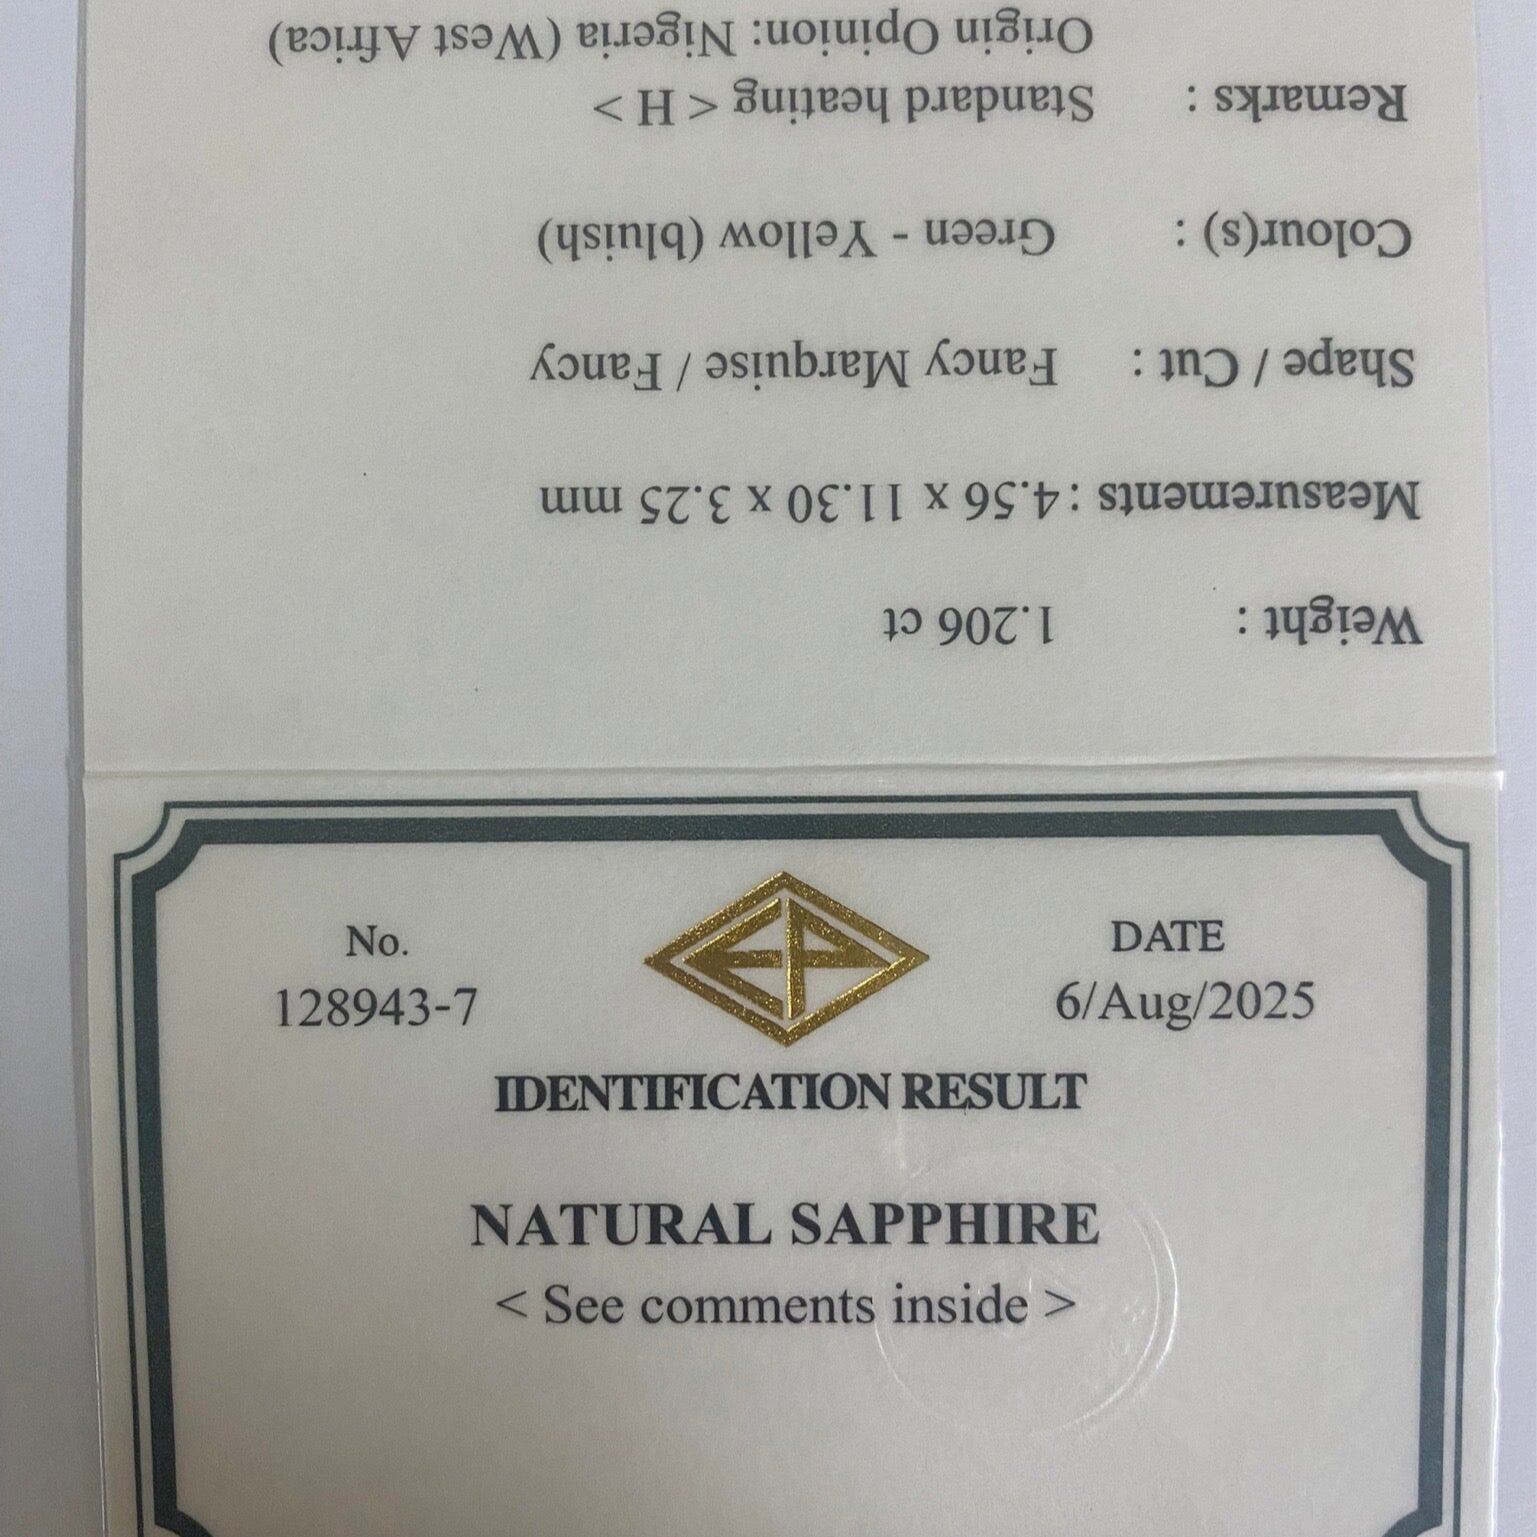 No.
128943-7
EP
DATE
6/Aug/2025
IDENTIFICATION RESULT
NATURAL SAPPHIRE
< See comments inside >
Weight : 1.206 ct
Measurements : 4.56 x 11.30 x 3.25 mm
Shape / Cut : Fancy Marquise / Fancy
Colour(s) : Green - Yellow (bluish)
Remarks : Standard heating < H >
Origin Opinion: Nigeria (West Africa)